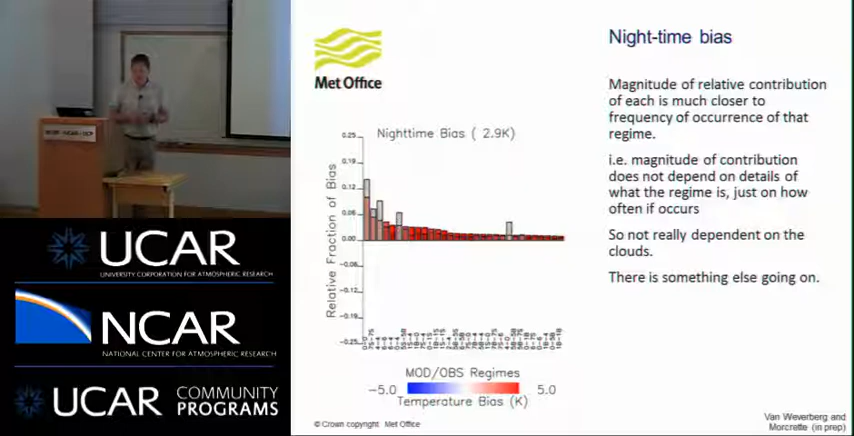 Met Office
Night-time bias
Magnitude of relative contribution
of each is much closer to
frequency of occurrence of that
regime.
i.e. magnitude of contribution
does not depend on details of
what the regime is, just on how
often if occurs
So not really dependent on the
clouds.
There is something else going on.
Nighttime Bias ( 2.9K)
Relative Fraction of Bias
0.25
0.19
0.12
0.06
0.00
-0.06
-0.12
-0.19
-0.25
MOD/OBS Regimes
-5.0
5.0
Temperature Bias (K)
© Crown copyright Met Office
Van Weverberg and
Morcrette (in prep)
UCAR
UNIVERSITY CORPORATION FOR ATMOSPHERIC RESEARCH
NCAR
NATIONAL CENTER FOR ATMOSPHERIC RESEARCH
UCAR
COMMUNITY
PROGRAMS